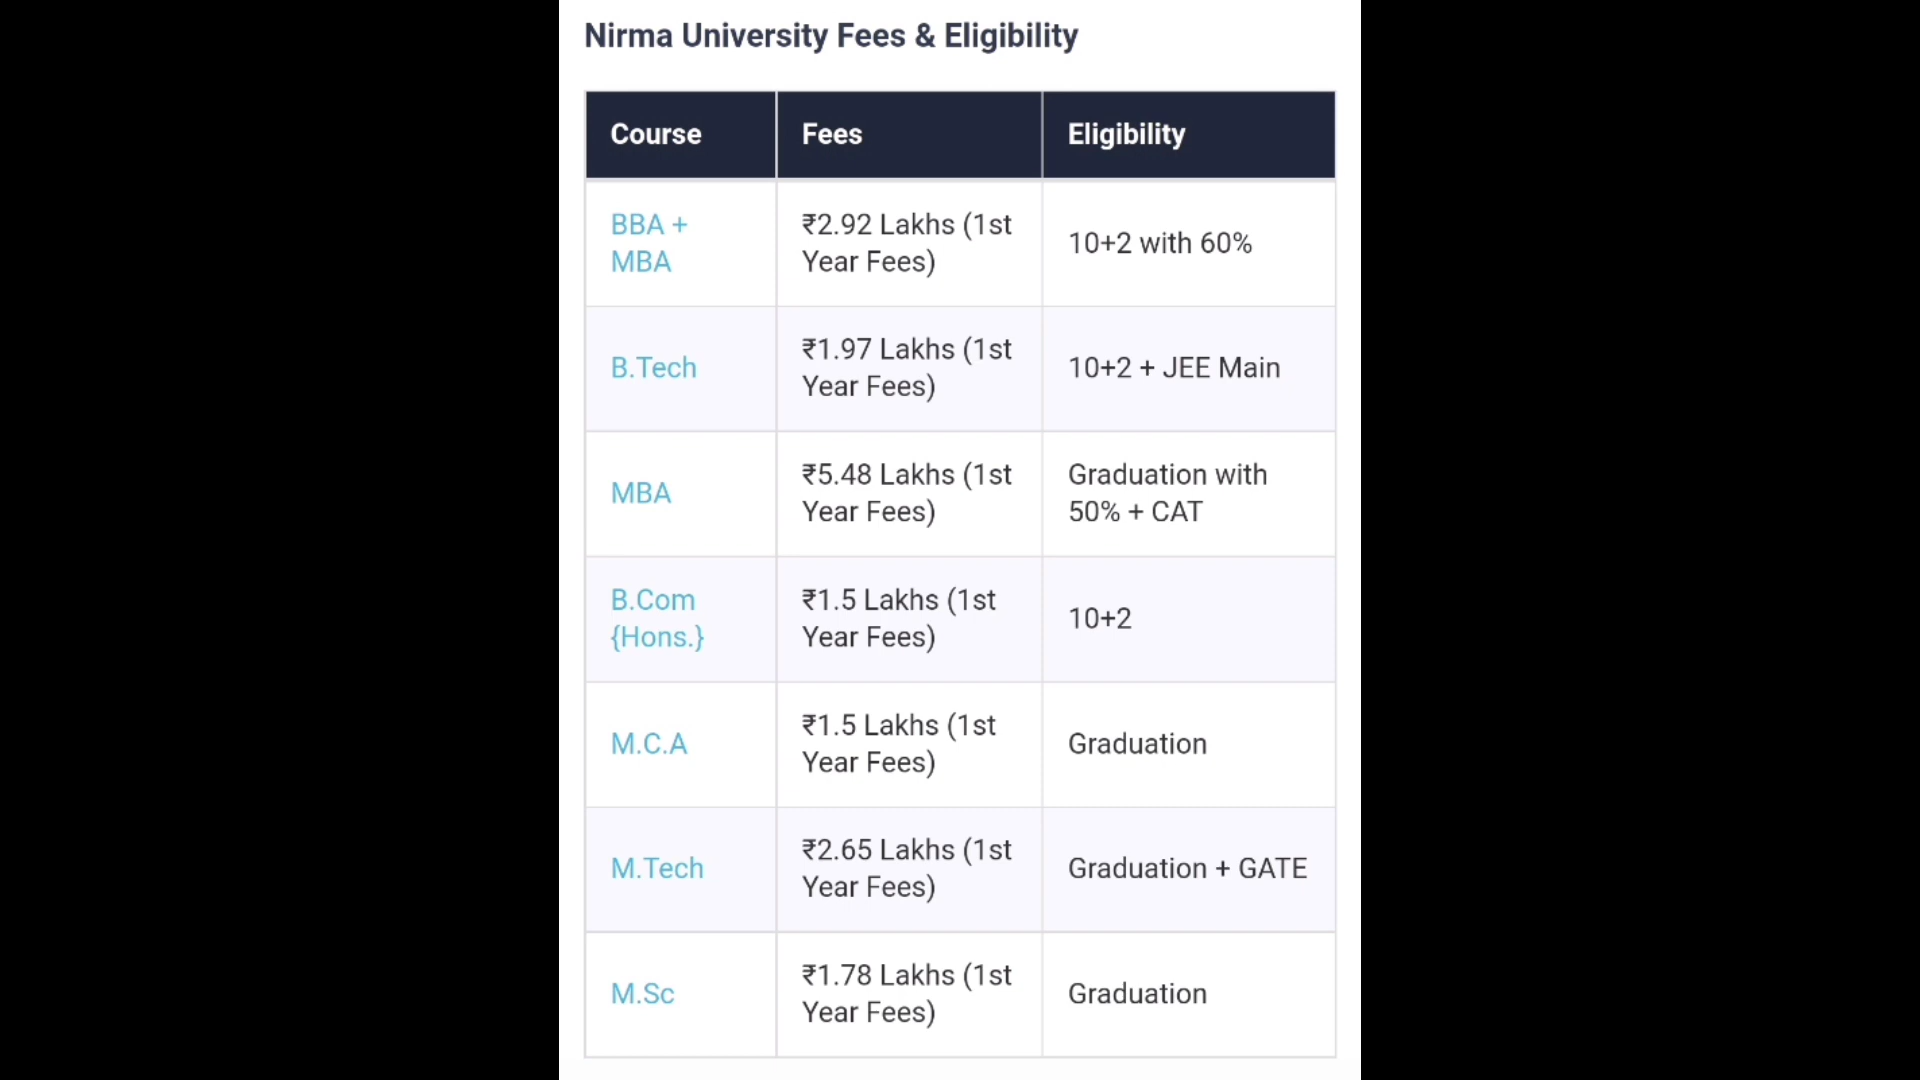 Nirma University Fees & Eligibility
Course
Fees
Eligibility
BBA +
MBA
₹2.92 Lakhs (1st
Year Fees)
10+2 with 60%
B.Tech
₹1.97 Lakhs (1st
Year Fees)
10+2 + JEE Main
MBA
₹5.48 Lakhs (1st
Year Fees)
Graduation with
50% + CAT
B.Com
{Hons.}
₹1.5 Lakhs (1st
Year Fees)
10+2
M.C.A
₹1.5 Lakhs (1st
Year Fees)
Graduation
M.Tech
₹2.65 Lakhs (1st
Year Fees)
Graduation + GATE
M.Sc
₹1.78 Lakhs (1st
Year Fees)
Graduation